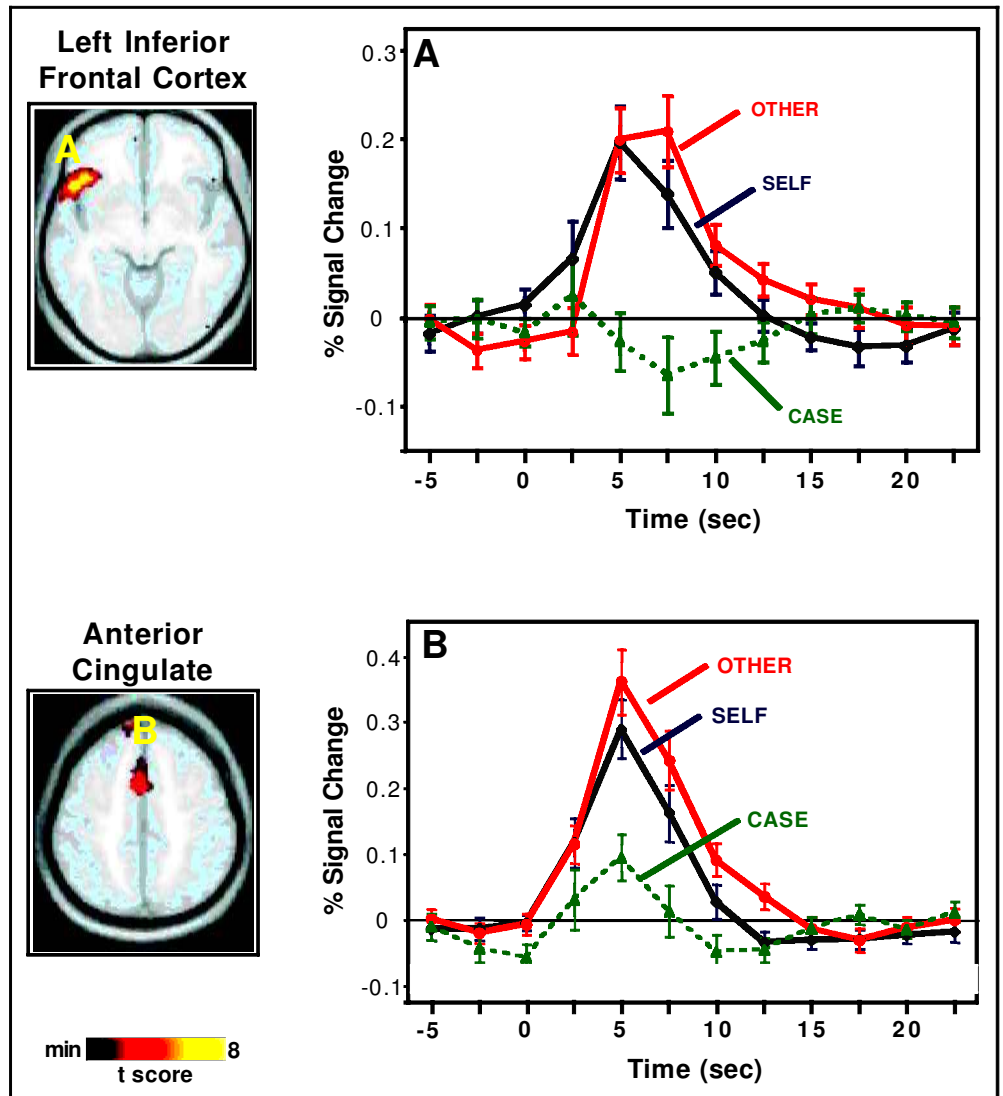 Left Inferior
Frontal Cortex
A
A
0.3
0.2
0.1
0
-0.1
% Signal Change
OTHER
SELF
CASE
-5 0 5 10 15 20
Time (sec)
Anterior
Cingulate
B
B
0.4
0.3
0.2
0.1
0
-0.1
% Signal Change
OTHER
SELF
CASE
-5 0 5 10 15 20
Time (sec)
min 8
t score